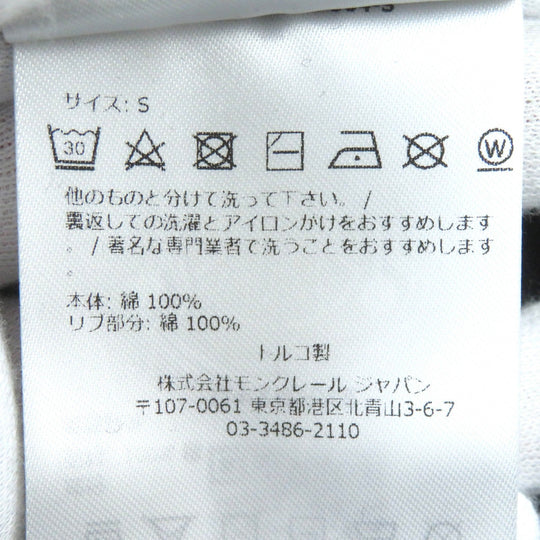 サイズ: S
30
W
他のものと分けて洗って下さい。 /
裏返しての洗濯とアイロンかけをおすすめします
。 / 著名な専門業者で洗うことをおすすめします
。
本体: 綿 100%
リブ部分: 綿 100%
トルコ製
株式会社モンクレール ジャパン
〒107-0061 東京都港区北青山3-6-7
03-3486-2110